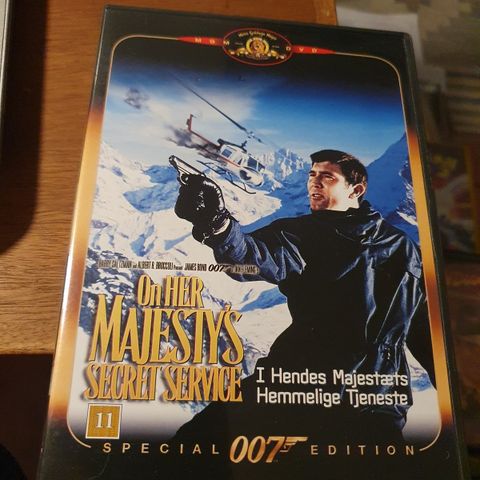 MGM DVD
HARRY SALTZMAN AND ALBERT R. BROCCOLI JAMES BOND 007
ON HER
MAJESTY'S
SECRET SERVICE
I Hendes Majestæts
Hemmelige Tjeneste
11
SPECIAL 007 EDITION